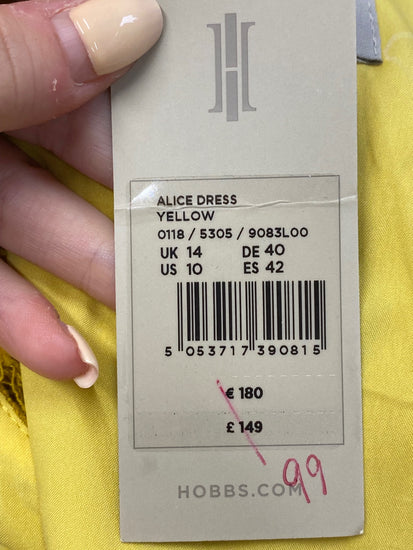 ALICE DRESS
YELLOW
0118 / 5305 / 9083L00
UK 14 DE 40
US 10 ES 42
5 053717 390815
€ 180
£ 149
99
HOBBS.COM